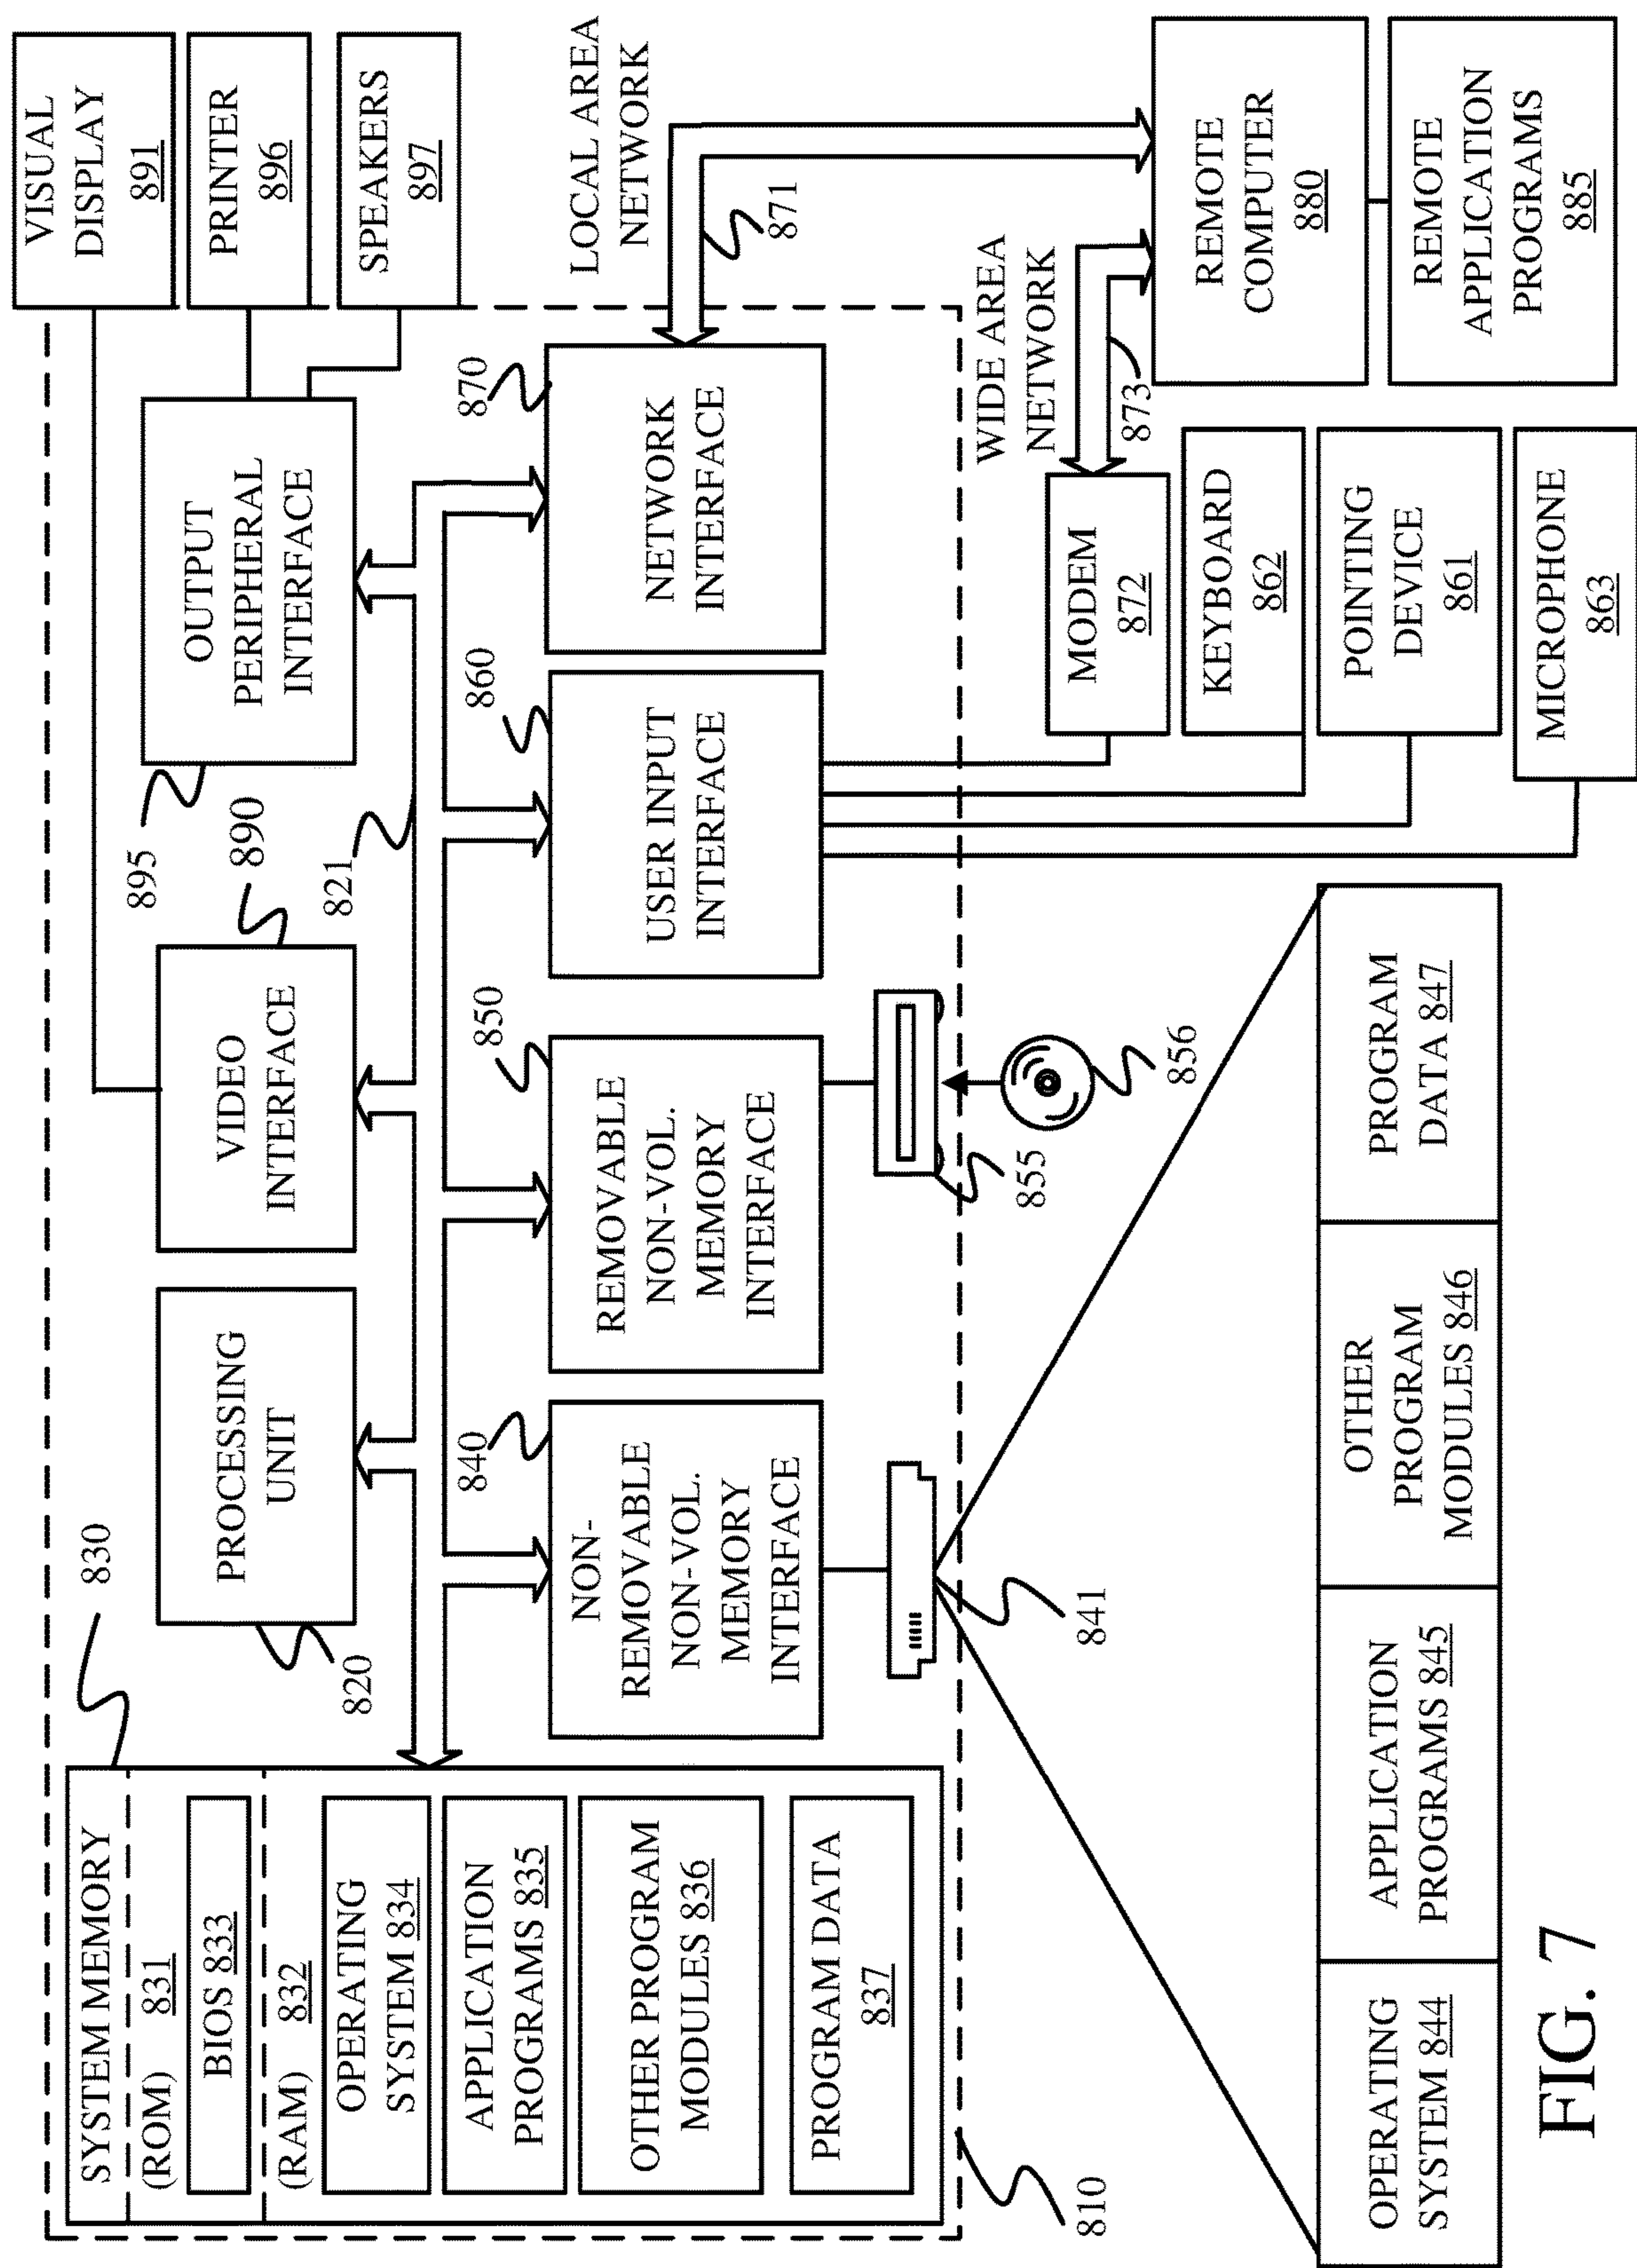 SYSTEM MEMORY
(ROM) 831
BIOS 833
(RAM) 832
OPERATING
SYSTEM 834
APPLICATION
PROGRAMS 835
OTHER PROGRAM
MODULES 836
PROGRAM DATA
837
810
830
PROCESSING
UNIT
820
VIDEO
INTERFACE
890
821
OUTPUT
PERIPHERAL
INTERFACE
895
VISUAL
DISPLAY
891
PRINTER
896
SPEAKERS
897
NON-
REMOVABLE
NON-VOL.
MEMORY
INTERFACE
840
REMOVABLE
NON-VOL.
MEMORY
INTERFACE
850
USER INPUT
INTERFACE
860
NETWORK
INTERFACE
870
LOCAL AREA
NETWORK
871
841
855
856
WIDE AREA
NETWORK
873
MODEM
872
KEYBOARD
862
POINTING
DEVICE
861
MICROPHONE
863
REMOTE
COMPUTER
880
REMOTE
APPLICATION
PROGRAMS
885
OPERATING
SYSTEM 844
APPLICATION
PROGRAMS 845
OTHER
PROGRAM
MODULES 846
PROGRAM
DATA 847
FIG. 7